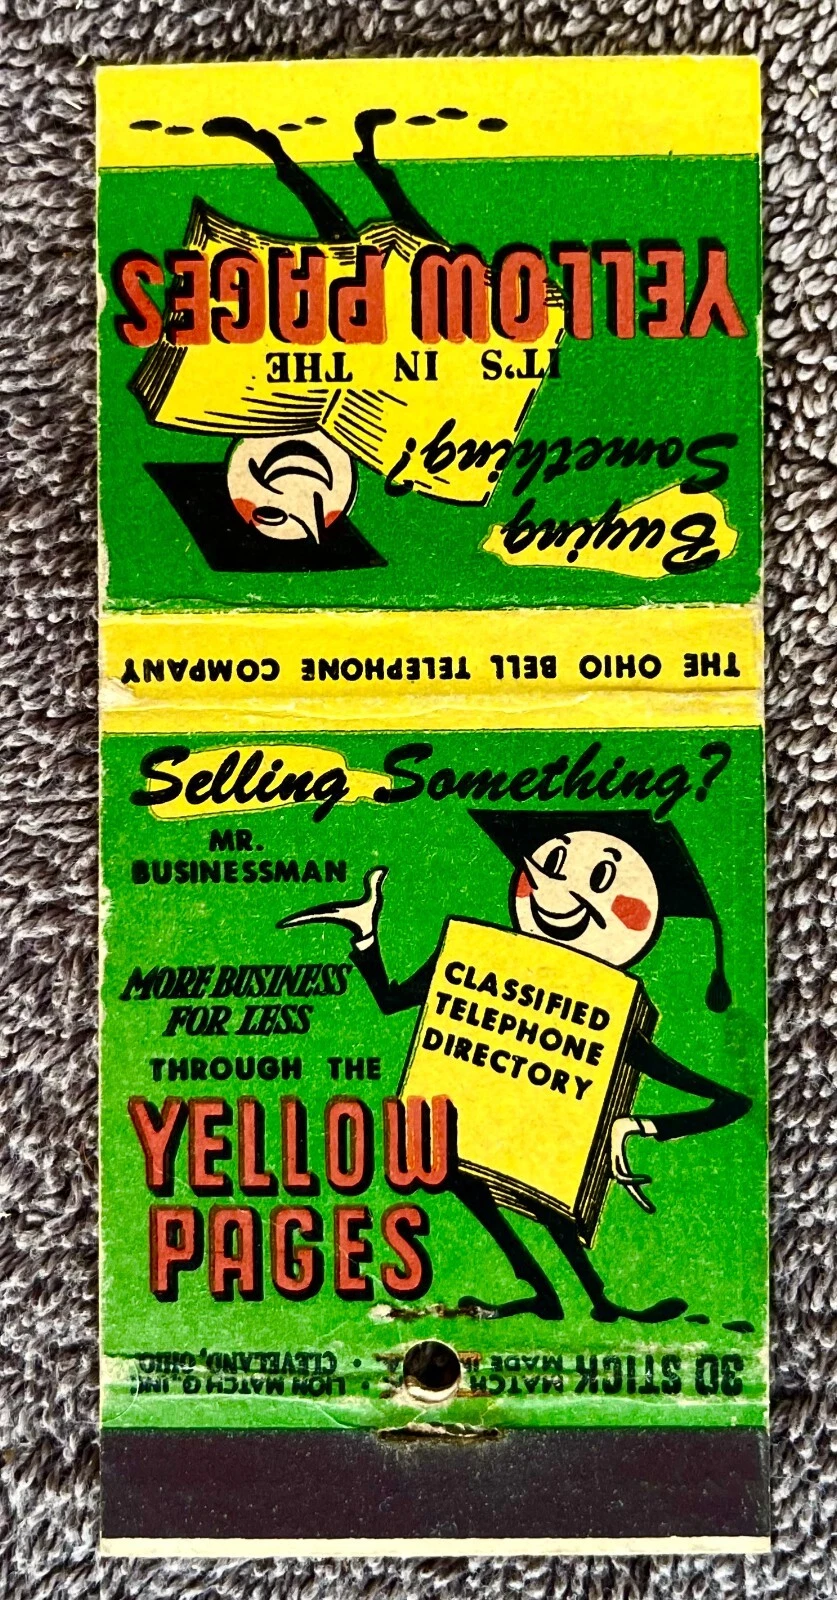 Buying
Something?
IT'S IN THE
YELLOW PAGES
THE OHIO BELL TELEPHONE COMPANY
Selling Something?
MR.
BUSINESSMAN
MORE BUSINESS
FOR LESS
THROUGH THE
YELLOW
PAGES
CLASSIFIED
TELEPHONE
DIRECTORY
30 STICK MATCH
MADE
LION MATCH CO., INC. • CLEVELAND, OHIO